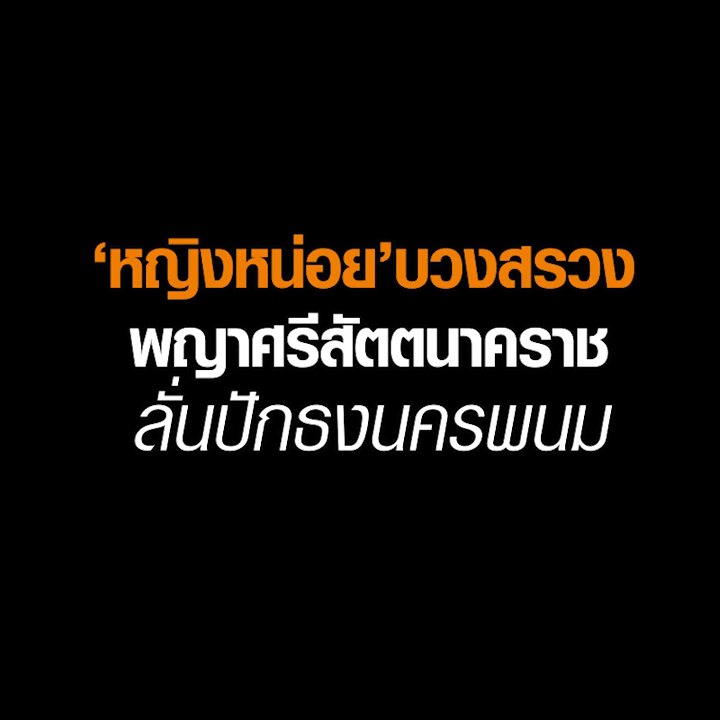 ‘หญิงหน่อย’บวงสรวง
พญาศรีสัตตนาคราช
ลั่นปักธงนครพนม